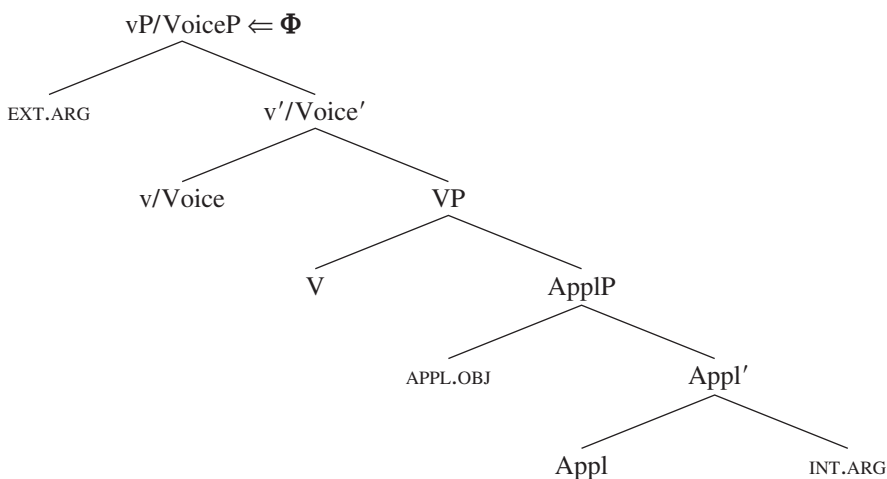 vP/VoiceP ⇐ Φ
EXT.ARG v′/Voice′
v/Voice VP
V ApplP
APPL.OBJ Appl′
Appl INT.ARG